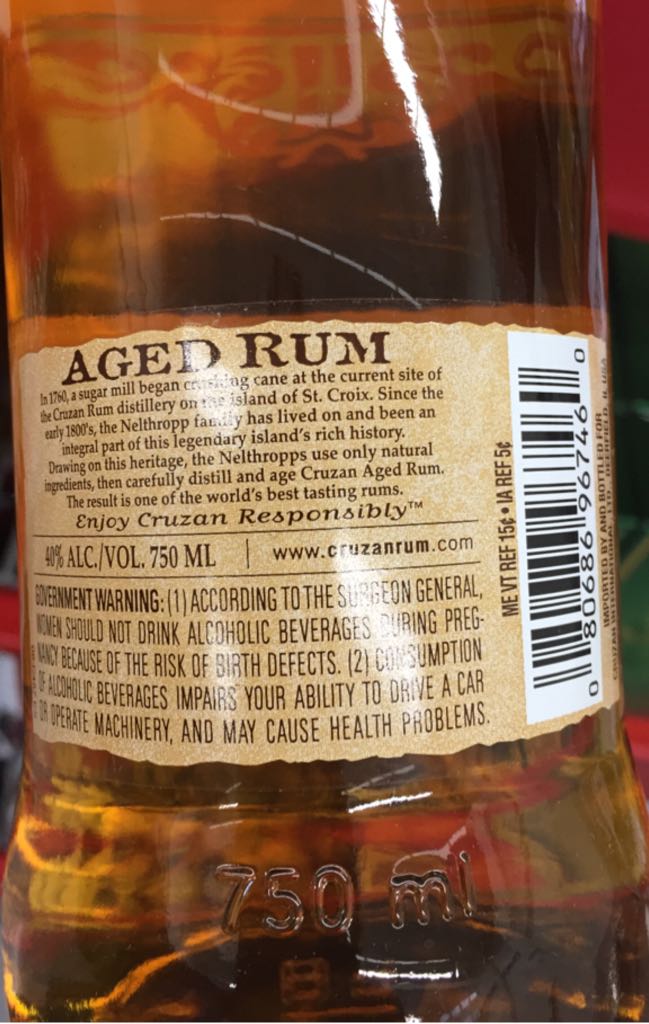 AGED RUM
In 1760, a sugar mill began crushing cane at the current site of
the Cruzan Rum distillery on the island of St. Croix. Since the
early 1800's, the Nelthropp family has lived on and been an
integral part of this legendary island's rich history.
Drawing on this heritage, the Nelthropps use only natural
ingredients, then carefully distill and age Cruzan Aged Rum.
The result is one of the world's best tasting rums.
Enjoy Cruzan Responsibly™
40% ALC./VOL. 750 ML | www.cruzanrum.com
GOVERNMENT WARNING: (1) ACCORDING TO THE SURGEON GENERAL,
WOMEN SHOULD NOT DRINK ALCOHOLIC BEVERAGES DURING PREG-
NANCY BECAUSE OF THE RISK OF BIRTH DEFECTS. (2) CONSUMPTION
OF ALCOHOLIC BEVERAGES IMPAIRS YOUR ABILITY TO DRIVE A CAR
OR OPERATE MACHINERY, AND MAY CAUSE HEALTH PROBLEMS.
ME VT REF 15¢ • IA REF 5¢
0 80686 96746 0
IMPORTED BY AND BOTTLED FOR
750 ml